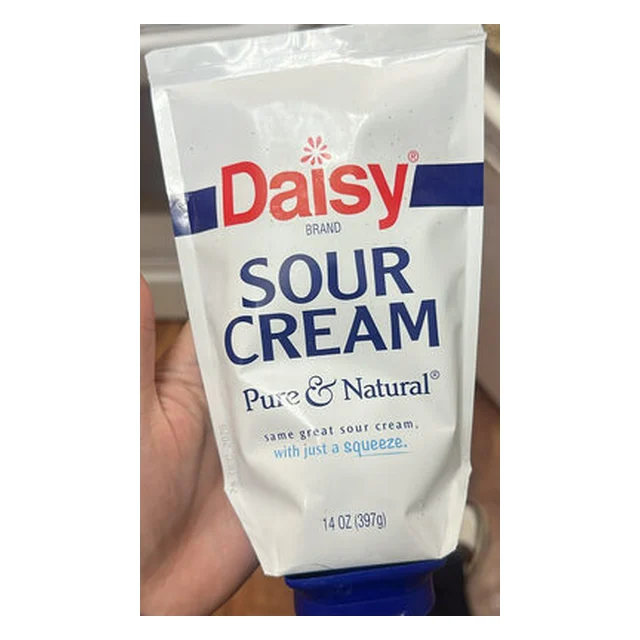 Daisy®
BRAND
SOUR
CREAM
Pure & Natural®
same great sour cream,
with just a squeeze.
14 OZ (397g)